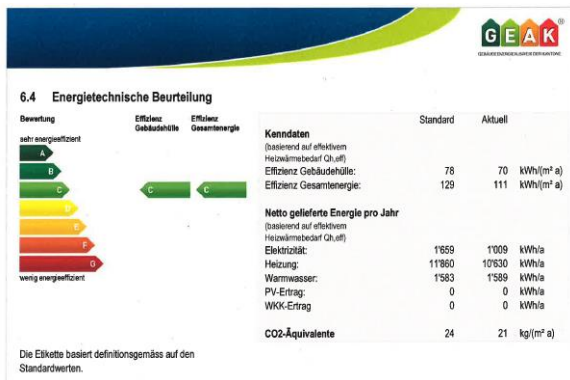 GEAK®
GEBÄUDEENERGIEAUSWEIS DER KANTONE
6.4 Energietechnische Beurteilung
Bewertung
Effizienz Gebäudehülle
Effizienz Gesamtenergie
sehr energieeffizient
A
B
C
D
E
F
G
C
C
wenig energieeffizient
Standard Aktuell
Kenndaten
(basierend auf effektivem
Heizwärmebedarf Qh,eff)
Effizienz Gebäudehülle: 78 70 kWh/(m² a)
Effizienz Gesamtenergie: 129 111 kWh/(m² a)
Netto gelieferte Energie pro Jahr
(basierend auf effektivem
Heizwärmebedarf Qh,eff)
Elektrizität: 1'659 1'009 kWh/a
Heizung: 11'860 10'630 kWh/a
Warmwasser: 1'583 1'589 kWh/a
PV-Ertrag: 0 0 kWh/a
WKK-Ertrag 0 0 kWh/a
CO2-Äquivalente 24 21 kg/(m² a)
Die Etikette basiert definitionsgemäss auf den
Standardwerten.